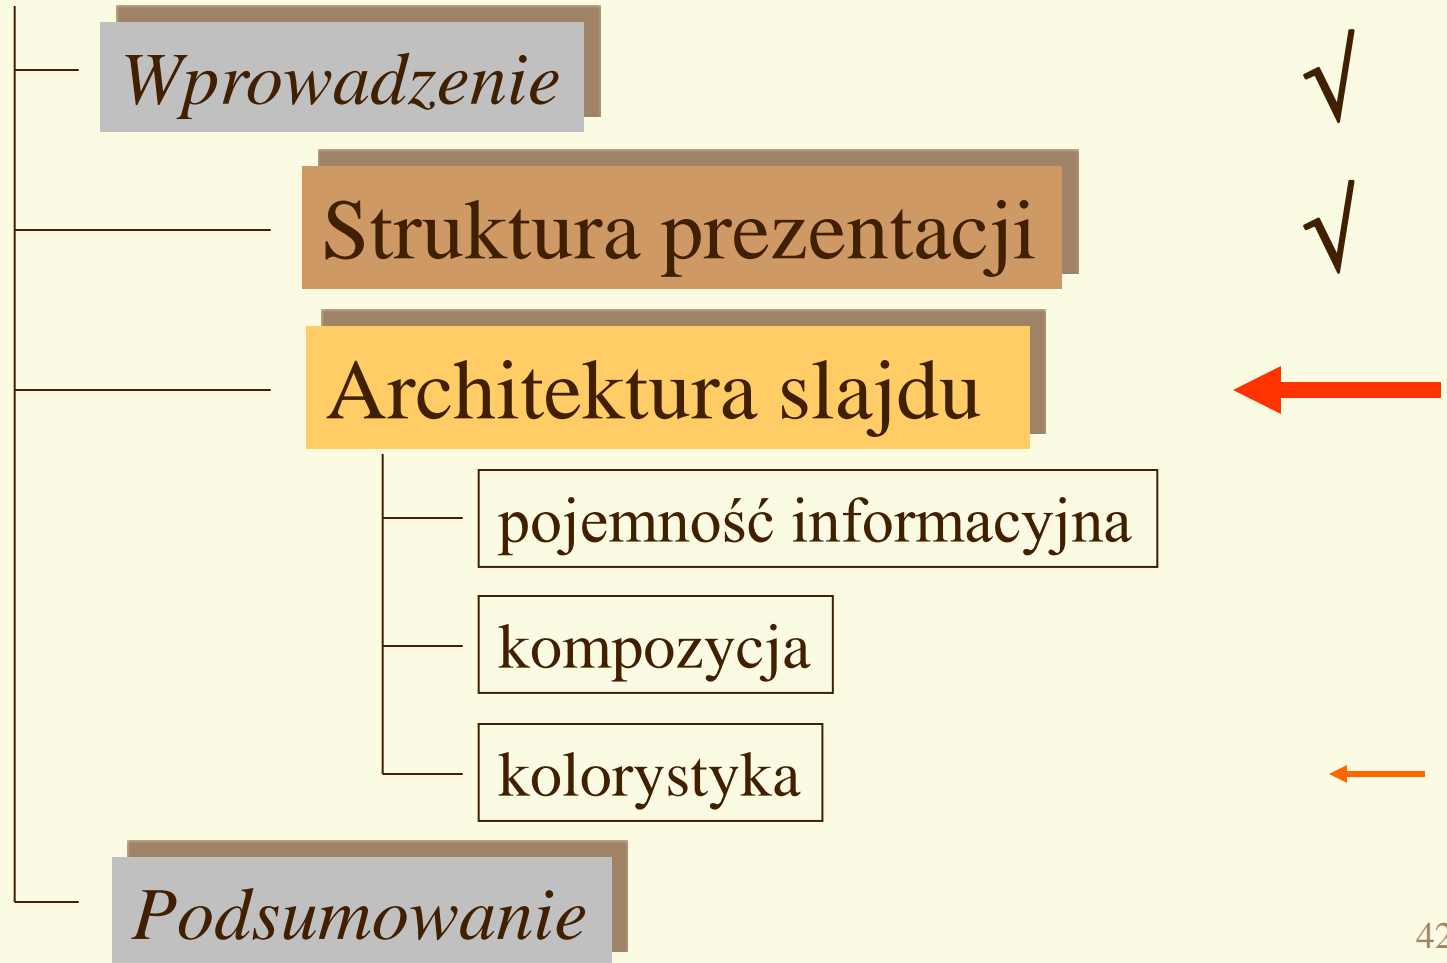 Wprowadzenie √
Struktura prezentacji √
Architektura slajdu
pojemność informacyjna
kompozycja
kolorystyka
Podsumowanie
42